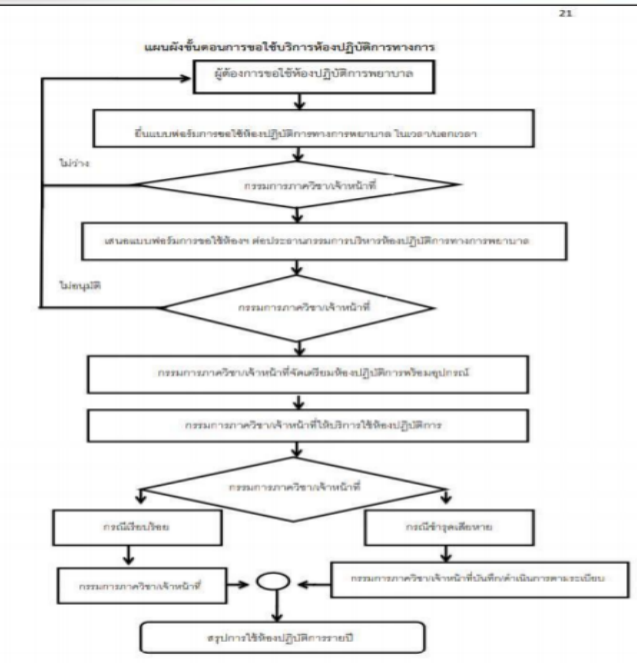 21
แผนผังขั้นตอนการขอใช้บริการห้องปฏิบัติการทางการ
ผู้ต้องการขอใช้ห้องปฏิบัติการพยาบาล
ยื่นแบบฟอร์มการขอใช้ห้องปฏิบัติการทางการพยาบาล ในเวลา/นอกเวลา
ไม่ว่าง
กรรมการภาควิชา/เจ้าหน้าที่
เสนอแบบฟอร์มการขอใช้ห้องฯ ต่อประธานกรรมการบริหารห้องปฏิบัติการทางการพยาบาล
ไม่อนุมัติ
กรรมการภาควิชา/เจ้าหน้าที่
กรรมการภาควิชา/เจ้าหน้าที่จัดเตรียมห้องปฏิบัติการพร้อมอุปกรณ์
กรรมการภาควิชา/เจ้าหน้าที่ให้บริการใช้ห้องปฏิบัติการ
กรรมการภาควิชา/เจ้าหน้าที่
กรณีเรียบร้อย
กรณีชำรุดเสียหาย
กรรมการภาควิชา/เจ้าหน้าที่
กรรมการภาควิชา/เจ้าหน้าที่บันทึก/ดำเนินการตามระเบียบ
สรุปการใช้ห้องปฏิบัติการรายปี